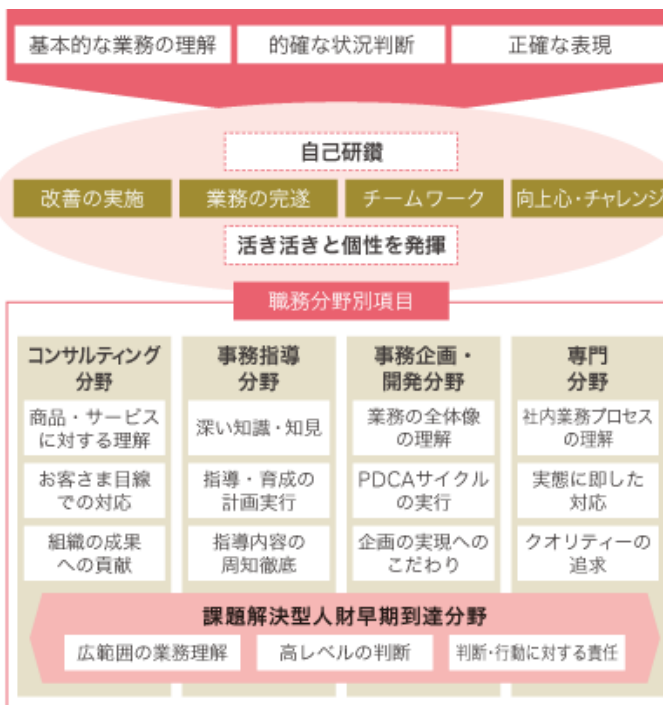 基本的な業務の理解
的確な状況判断
正確な表現
自己研鑽
改善の実施
業務の完遂
チームワーク
向上心・チャレンジ
活き活きと個性を発揮
職務分野別項目
コンサルティング
分野
商品・サービス
に対する理解
お客さま目線
での対応
組織の成果
への貢献
事務指導
分野
深い知識・知見
指導・育成の
計画実行
指導内容の
周知徹底
事務企画・
開発分野
業務の全体像
の理解
PDCAサイクル
の実行
企画の実現への
こだわり
専門
分野
社内業務プロセス
の理解
実態に即した
対応
クオリティーの
追求
課題解決型人財早期到達分野
広範囲の業務理解
高レベルの判断
判断・行動に対する責任